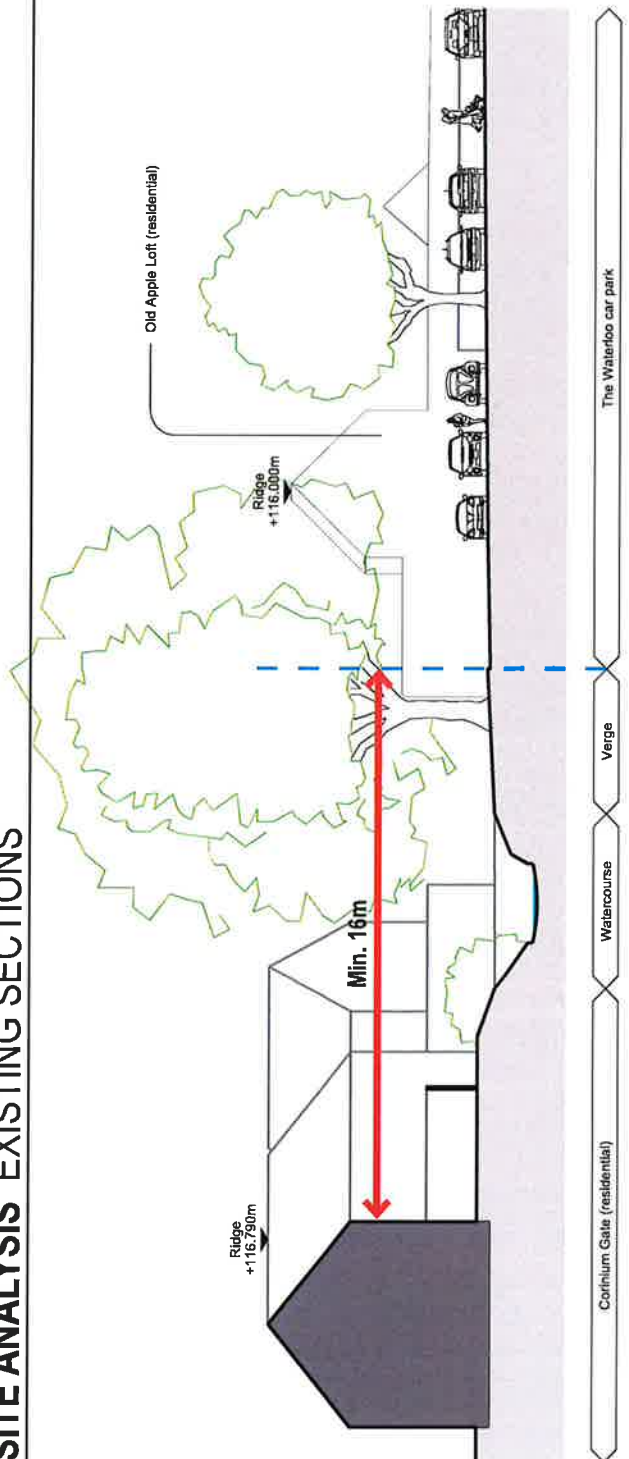 SITE ANALYSIS EXISTING SECTIONS
Old Apple Loft (residential)
Ridge
+116.000m
Ridge
+116.790m
Min. 16m
Corinium Gate (residential)
Watercourse
Verge
The Waterloo car park